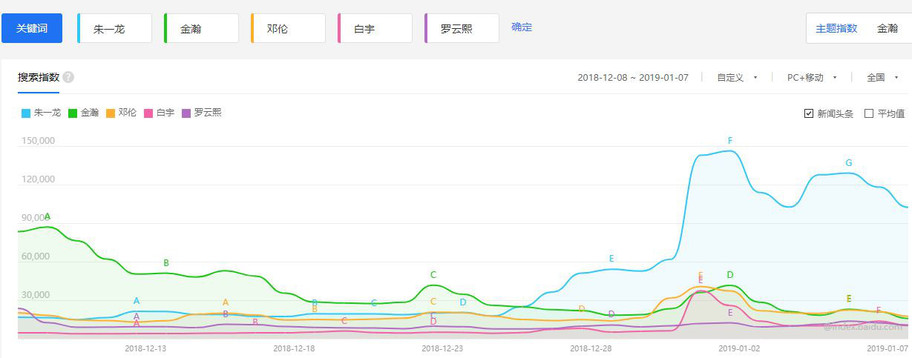 关键词 朱一龙 金瀚 邓伦 白宇 罗云熙 确定 主题指数 金瀚
搜索指数 ? 2018-12-08 ~ 2019-01-07 自定义 PC+移动 全国
朱一龙 金瀚 邓伦 白宇 罗云熙 新闻头条 平均值
150,000
F
120,000
G
90,000
A
60,000
B
C
E
30,000
A A B B C C D E F D D E E F
@index.baidu.com
2018-12-13 2018-12-18 2018-12-23 2018-12-28 2019-01-02 2019-01-07